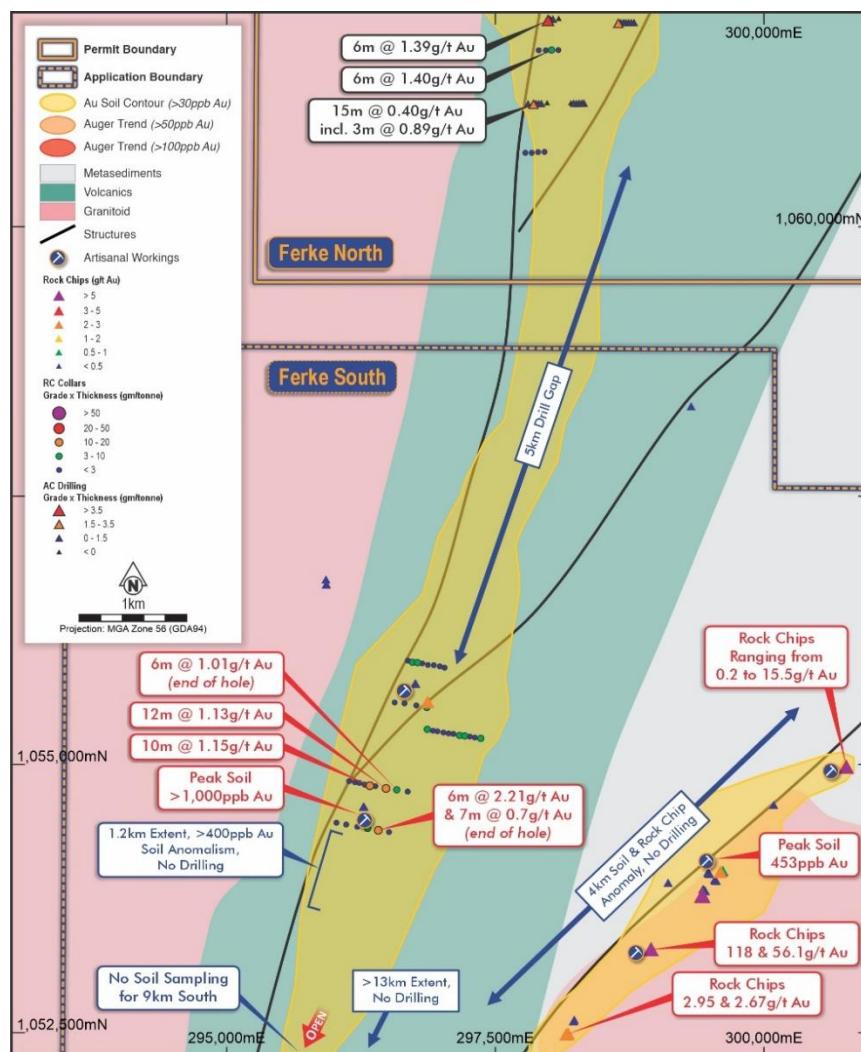 Permit Boundary
Application Boundary
Au Soil Contour (>30ppb Au)
Auger Trend (>50ppb Au)
Auger Trend (>100ppb Au)
Metasediments
Volcanics
Granitoid
Structures
Artisanal Workings
Rock Chips (g/t Au)
> 5
3 - 5
2 - 3
1 - 2
0.5 - 1
< 0.5
RC Collars
Grade x Thickness (gm/tonne)
> 50
20 - 50
10 - 20
3 - 10
< 3
AC Drilling
Grade x Thickness (gm/tonne)
> 3.5
1.5 - 3.5
0 - 1.5
< 0
N
1km
Projection: MGA Zone 56 (GDA94)
6m @ 1.39g/t Au
6m @ 1.40g/t Au
15m @ 0.40g/t Au
incl. 3m @ 0.89g/t Au
300,000mE
1,060,000mN
Ferke North
Ferke South
5km Drill Gap
6m @ 1.01g/t Au
(end of hole)
12m @ 1.13g/t Au
10m @ 1.15g/t Au
Peak Soil
>1,000ppb Au
1,055,000mN
1.2km Extent, >400ppb Au
Soil Anomalism,
No Drilling
6m @ 2.21g/t Au
& 7m @ 0.7g/t Au
(end of hole)
Rock Chips
Ranging from
0.2 to 15.5g/t Au
4km Soil & Rock Chip
Anomaly, No Drilling
Peak Soil
453ppb Au
Rock Chips
118 & 56.1g/t Au
Rock Chips
2.95 & 2.67g/t Au
No Soil Sampling
for 9km South
>13km Extent,
No Drilling
OPEN
1,052,500mN
295,000mE
297,500mE
300,000mE